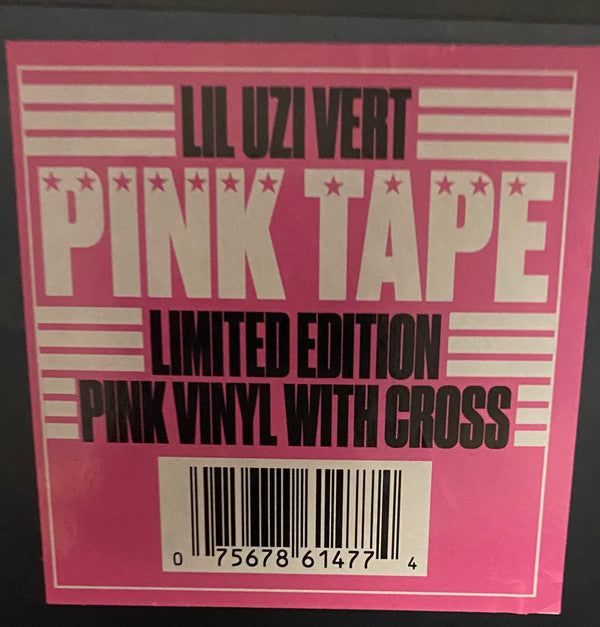 LIL UZI VERT
PINK TAPE
LIMITED EDITION
PINK VINYL WITH CROSS
0 75678 61477 4